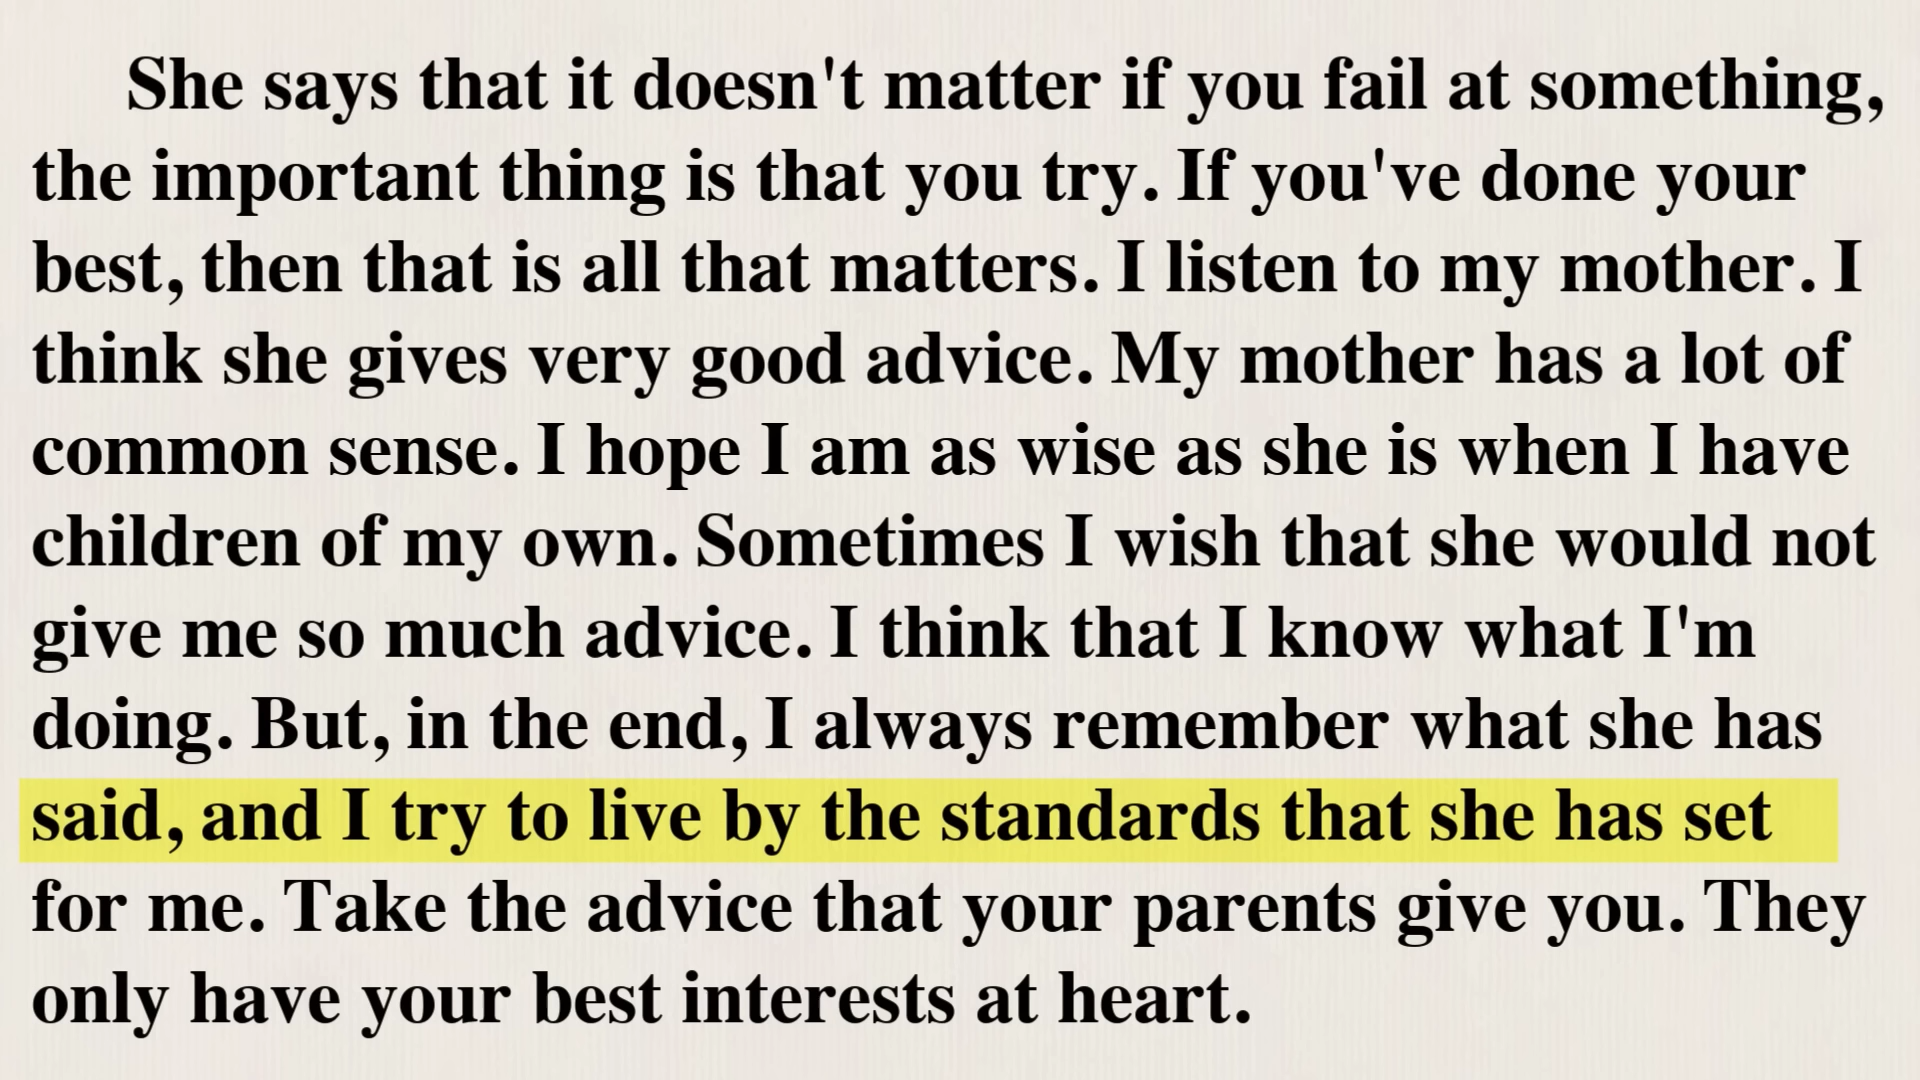 She says that it doesn't matter if you fail at something,
the important thing is that you try. If you've done your
best, then that is all that matters. I listen to my mother. I
think she gives very good advice. My mother has a lot of
common sense. I hope I am as wise as she is when I have
children of my own. Sometimes I wish that she would not
give me so much advice. I think that I know what I'm
doing. But, in the end, I always remember what she has
said, and I try to live by the standards that she has set
for me. Take the advice that your parents give you. They
only have your best interests at heart.